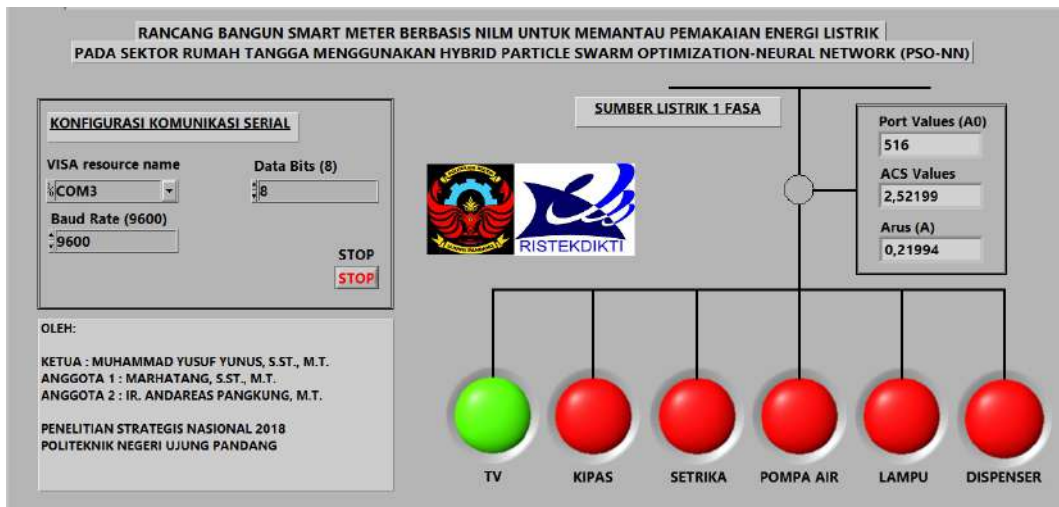 RANCANG BANGUN SMART METER BERBASIS NILM UNTUK MEMANTAU PEMAKAIAN ENERGI LISTRIK
PADA SEKTOR RUMAH TANGGA MENGGUNAKAN HYBRID PARTICLE SWARM OPTIMIZATION-NEURAL NETWORK (PSO-NN)
KONFIGURASI KOMUNIKASI SERIAL
VISA resource name
COM3
Data Bits (8)
8
Baud Rate (9600)
9600
STOP
STOP
RISTEKDIKTI
SUMBER LISTRIK 1 FASA
Port Values (A0)
516
ACS Values
2,52199
Arus (A)
0,21994
OLEH:
KETUA : MUHAMMAD YUSUF YUNUS, S.ST., M.T.
ANGGOTA 1 : MARHATANG, S.ST., M.T.
ANGGOTA 2 : IR. ANDAREAS PANGKUNG, M.T.
PENELITIAN STRATEGIS NASIONAL 2018
POLITEKNIK NEGERI UJUNG PANDANG
TV
KIPAS
SETRIKA
POMPA AIR
LAMPU
DISPENSER